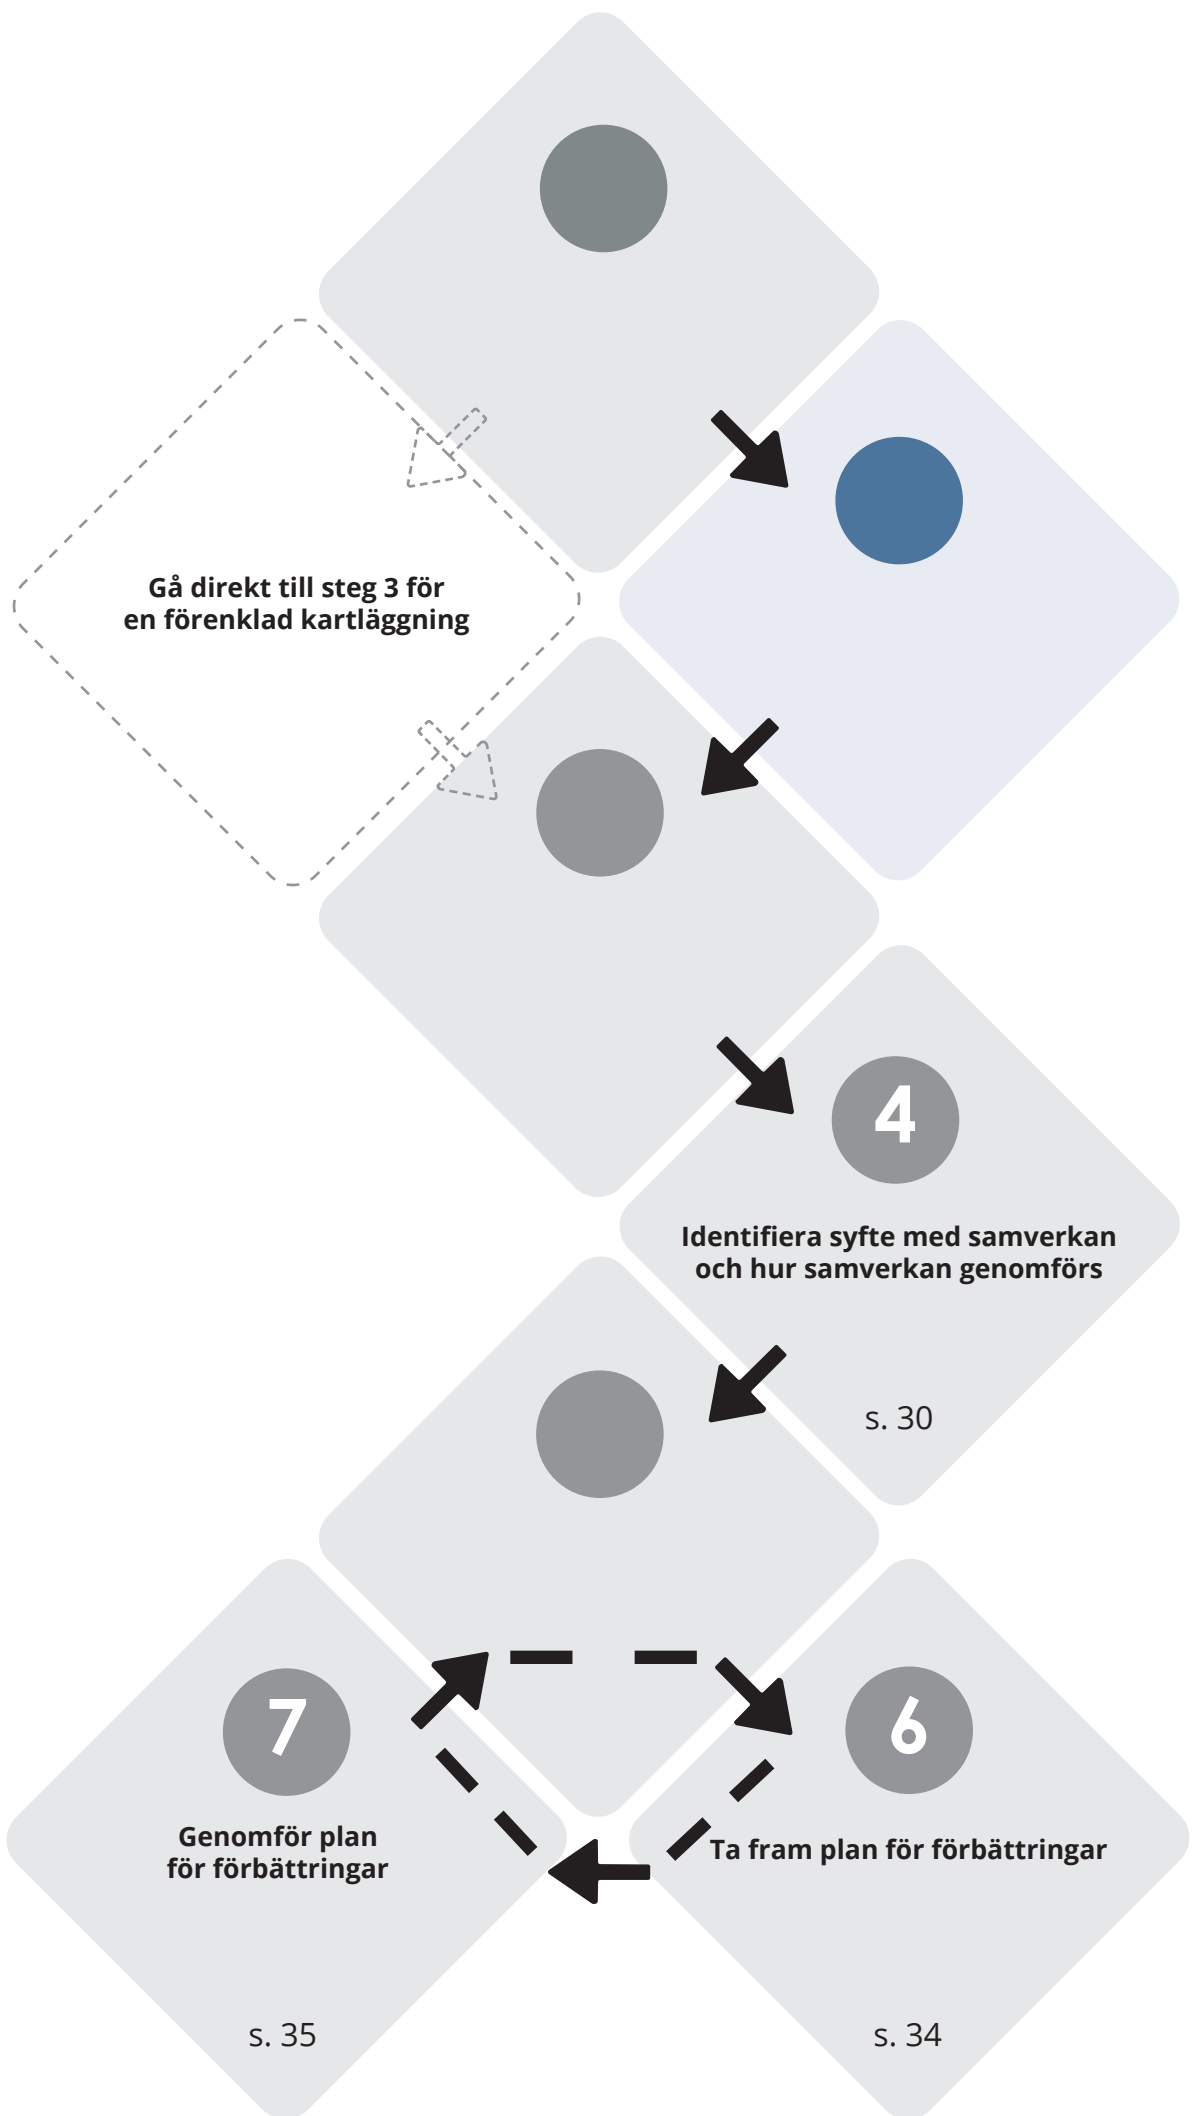 Gå direkt till steg 3 för
en förenklad kartläggning
4
Identifiera syfte med samverkan
och hur samverkan genomförs
s. 30
7
Genomför plan
för förbättringar
s. 35
6
Ta fram plan för förbättringar
s. 34